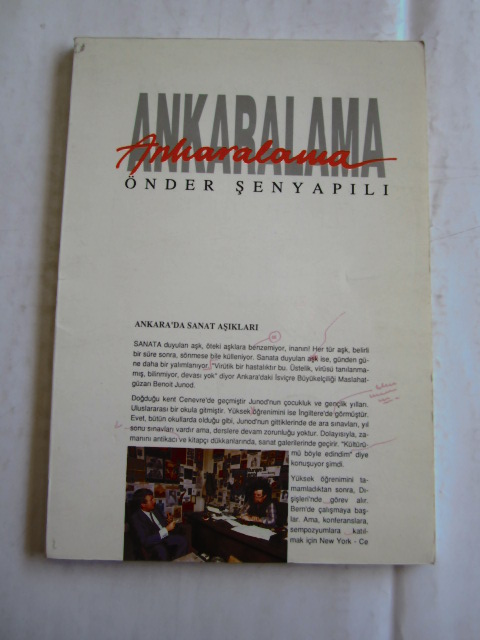 ANKARALAMA
Ankaralama
ÖNDER ŞENYAPILI
ANKARA'DA SANAT AŞIKLARI
SANATA duyulan aşk, öteki aşklara benzemiyor, inanın! Her tür aşk, belirli
bir süre sonra, sönmese bile külleniyor. Sanata duyulan aşk ise, günden gü-
ne daha bir yalımlanıyor. "Virütik bir hastalıktır bu. Üstelik, virüsü tanılanma-
mış, bilinmiyor, devası yok" diyor Ankara'daki İsviçre Büyükelçiliği Maslahat-
güzarı Benoit Junod.
Doğduğu kent Cenevre'de geçmiştir Junod'nun çocukluk ve gençlik yılları.
Uluslararası bir okula gitmiştir. Yüksek öğrenimini ise İngiltere'de görmüştür.
Evet, bütün okullarda olduğu gibi, Junod'nun gittiklerinde de ara sınavları, yıl
sonu sınavları vardır ama, derslere devam zorunluğu yoktur. Dolayısıyla, za-
manını antikacı ve kitapçı dükkanlarında, sanat galerilerinde geçirir. "Kültürü-
mü böyle edindim" diye
konuşuyor şimdi.
Yüksek öğrenimini ta-
mamladıktan sonra, Dı-
şişleri'nde görev alır.
Bern'de çalışmaya baş-
lar. Ama, konferanslara,
sempozyumlara katıl-
mak için New York - Ce